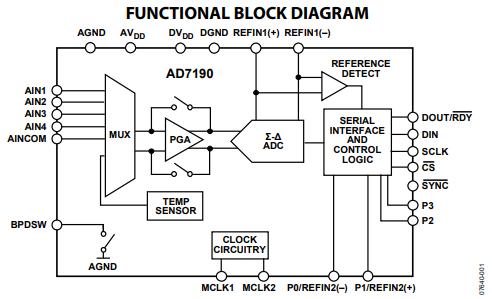 FUNCTIONAL BLOCK DIAGRAM
AGND AVDD DVDD DGND REFIN1(+) REFIN1(–)
AD7190
REFERENCE
DETECT
AIN1
AIN2
AIN3
AIN4
AINCOM
MUX
PGA
Σ-Δ
ADC
SERIAL
INTERFACE
AND
CONTROL
LOGIC
DOUT/RDY
DIN
SCLK
CS
SYNC
P3
P2
TEMP
SENSOR
BPDSW
AGND
CLOCK
CIRCUITRY
MCLK1 MCLK2 P0/REFIN2(–) P1/REFIN2(+)
07640-001